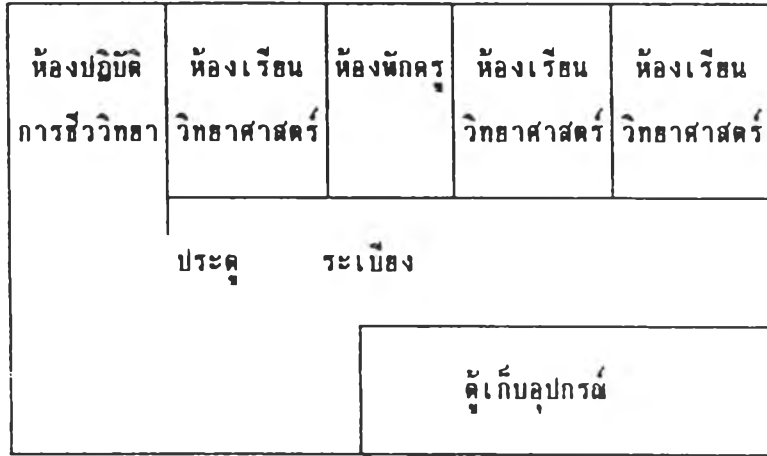 ห้องปฏิบัติ ห้องเรียน ห้องพักครู ห้องเรียน ห้องเรียน
การชีววิทยา วิทยาศาสตร์ วิทยาศาสตร์ วิทยาศาสตร์
ประตู ระเบียง
ตู้เก็บอุปกรณ์